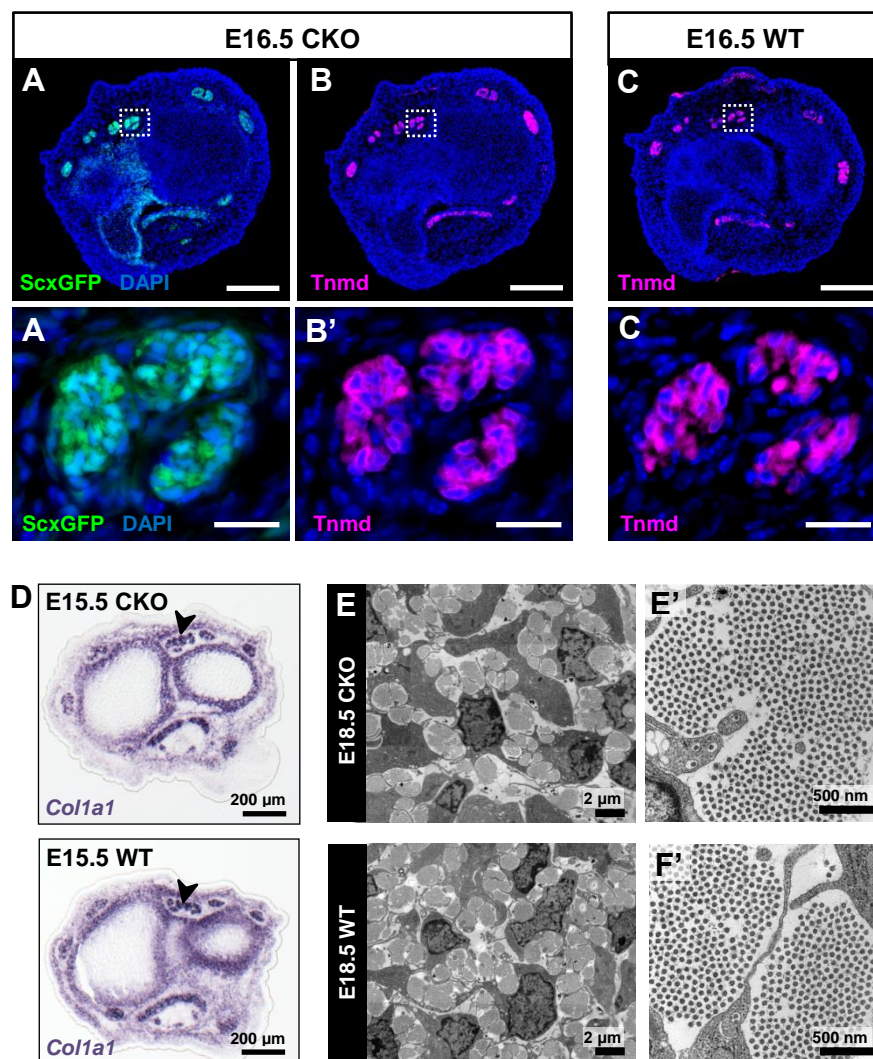 E16.5 CKO
E16.5 WT
A
B
C
ScxGFP DAPI
Tnmd
Tnmd
A
B’
C
ScxGFP DAPI
Tnmd
Tnmd
D
E15.5 CKO
Col1a1
200 µm
E15.5 WT
Col1a1
200 µm
E18.5 CKO
E
2 µm
E’
500 nm
E18.5 WT
2 µm
F’
500 nm